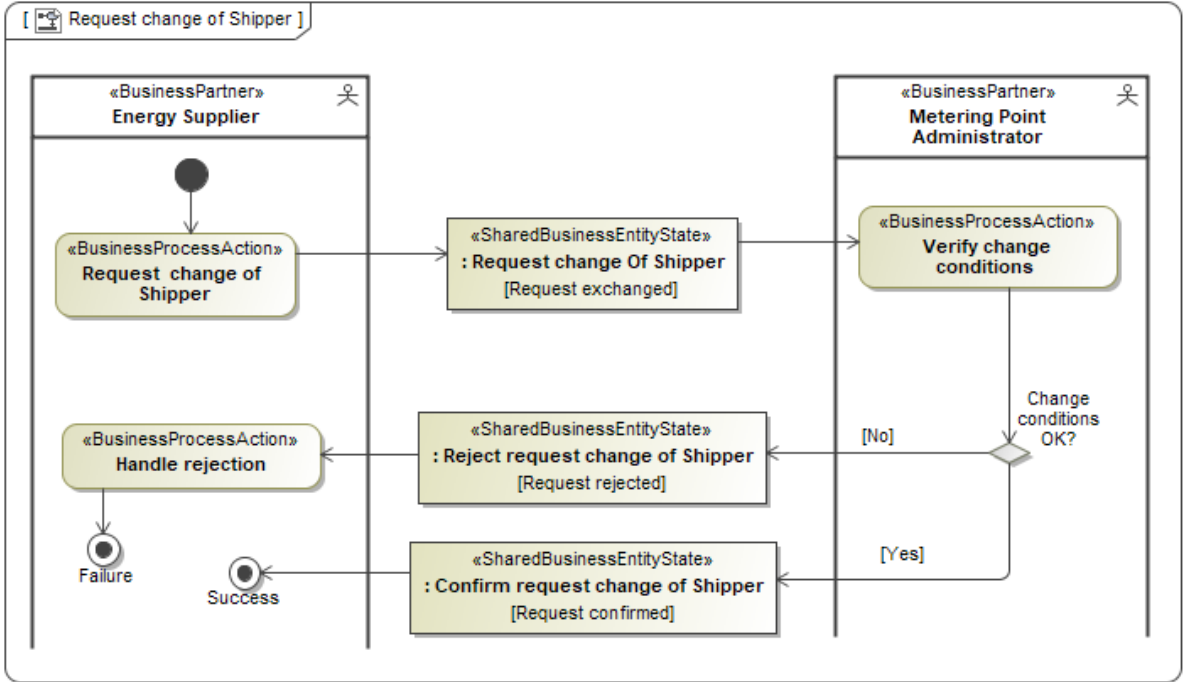 [ Request change of Shipper ]
«BusinessPartner»
Energy Supplier
«BusinessPartner»
Metering Point
Administrator
«BusinessProcessAction»
Request change of
Shipper
«SharedBusinessEntityState»
: Request change Of Shipper
[Request exchanged]
«BusinessProcessAction»
Verify change
conditions
Change
conditions
OK?
[No]
«SharedBusinessEntityState»
: Reject request change of Shipper
[Request rejected]
«BusinessProcessAction»
Handle rejection
Failure
[Yes]
«SharedBusinessEntityState»
: Confirm request change of Shipper
[Request confirmed]
Success